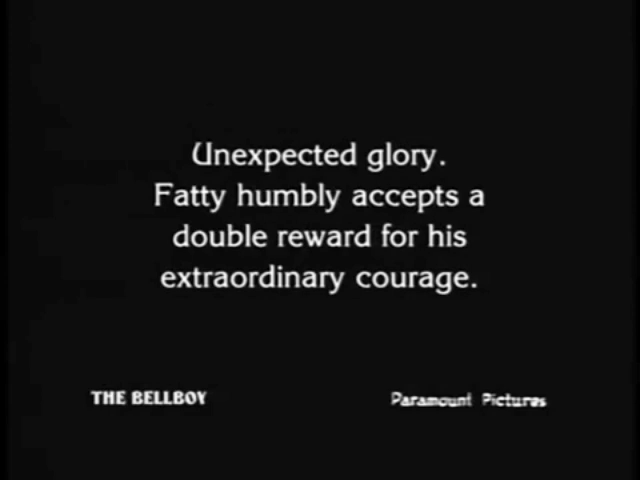 Unexpected glory.
Fatty humbly accepts a
double reward for his
extraordinary courage.
THE BELLBOY
Paramount Pictures